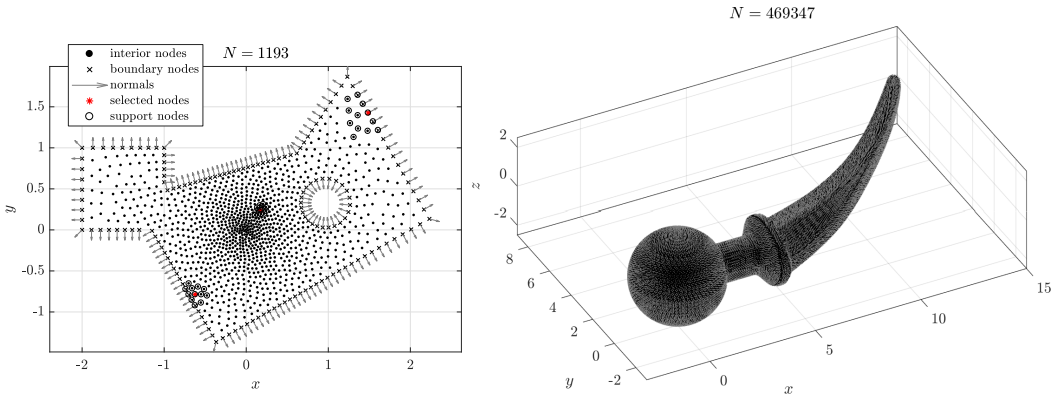 N = 1193
interior nodes
boundary nodes
normals
selected nodes
support nodes
1.5
1
0.5
0
-0.5
-1
y
-2
-1
0
1
2
x
N = 469347
2
0
-2
z
8
6
4
2
0
-2
y
0
5
10
15
x